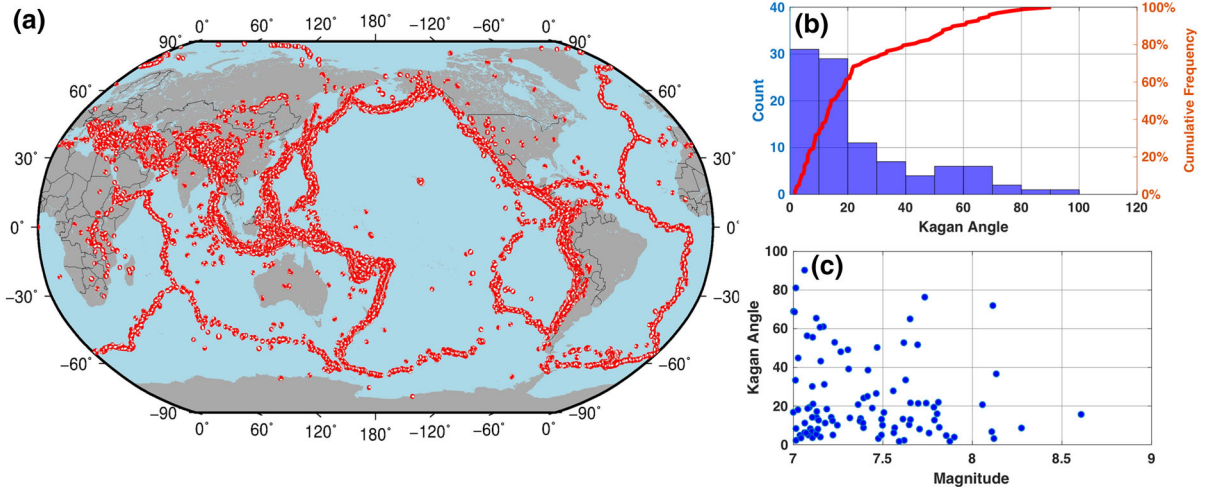 (a)
0° 60° 120° 180° -120° -60° 0°
90° 90°
60° 60°
30° 30°
0° 0°
−30° −30°
−60° −60°
-90° −90°
0° 60° 120° 180° -120° -60° 0°
(b)
40 100%
30 80%
20 60%
10 40%
0 20%
0%
0 20 40 60 80 100 120
Count
Cumulative Frequency
Kagan Angle
(c)
100
80
60
40
20
0
7 7.5 8 8.5 9
Kagan Angle
Magnitude